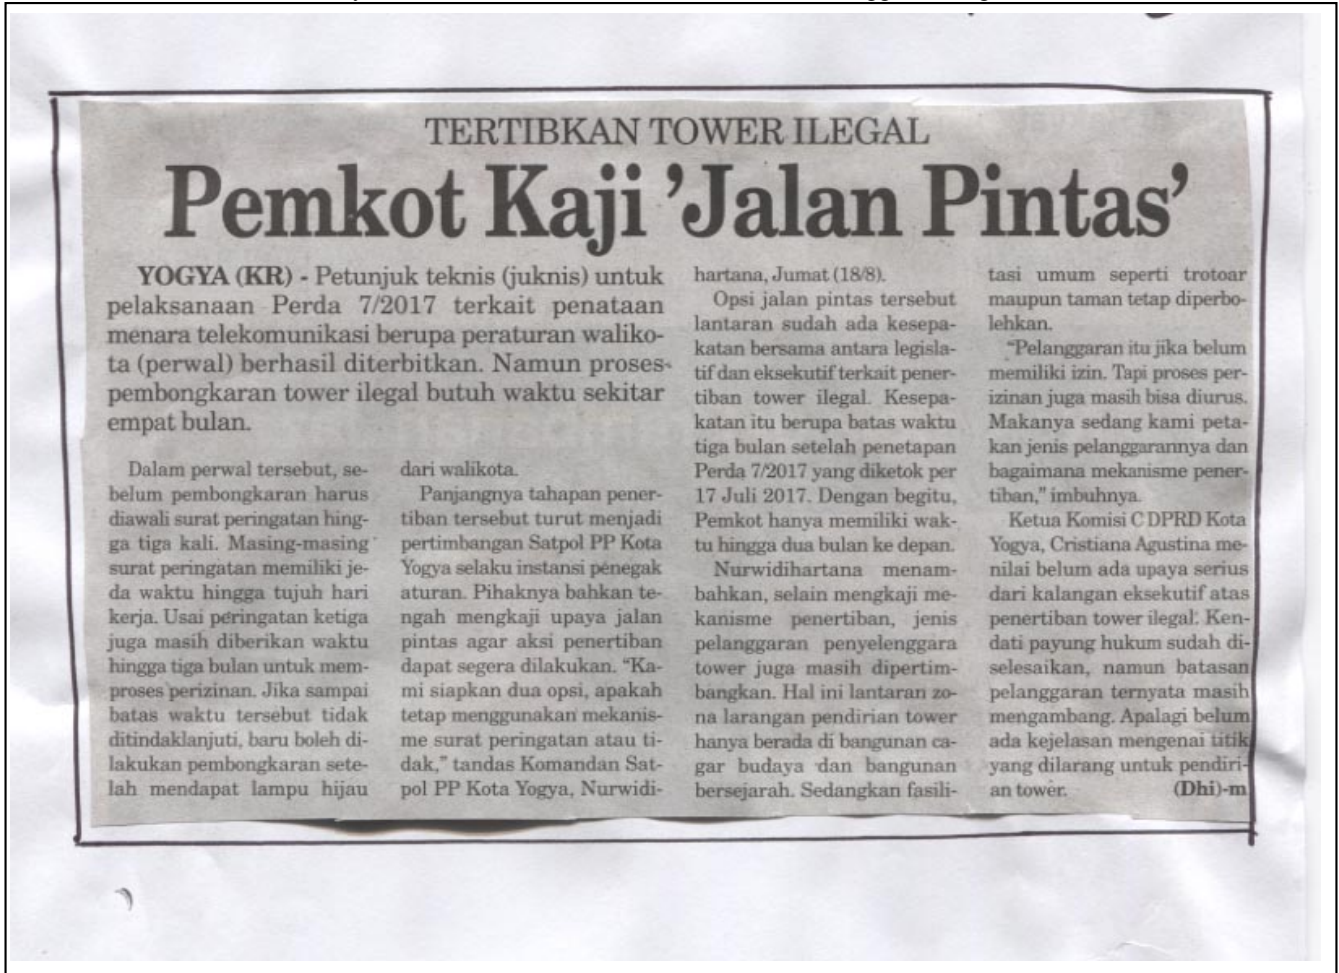 TERTIBKAN TOWER ILEGAL
Pemkot Kaji 'Jalan Pintas'
YOGYA (KR) - Petunjuk teknis (juknis) untuk
pelaksanaan Perda 7/2017 terkait penataan
menara telekomunikasi berupa peraturan waliko-
ta (perwal) berhasil diterbitkan. Namun proses
pembongkaran tower ilegal butuh waktu sekitar
empat bulan.
Dalam perwal tersebut, se-
belum pembongkaran harus
diawali surat peringatan hing-
ga tiga kali. Masing-masing
surat peringatan memiliki je-
da waktu hingga tujuh hari
kerja. Usai peringatan ketiga
juga masih diberikan waktu
hingga tiga bulan untuk mem-
proses perizinan. Jika sampai
batas waktu tersebut tidak
ditindaklanjuti, baru boleh di-
lakukan pembongkaran sete-
lah mendapat lampu hijau
dari walikota.
Panjangnya tahapan pener-
tiban tersebut turut menjadi
pertimbangan Satpol PP Kota
Yogya selaku instansi penegak
aturan. Pihaknya bahkan te-
ngah mengkaji upaya jalan
pintas agar aksi penertiban
dapat segera dilakukan. "Ka-
mi siapkan dua opsi, apakah
tetap menggunakan mekanis-
me surat peringatan atau ti-
dak," tandas Komandan Sat-
pol PP Kota Yogya, Nurwidi-
hartana, Jumat (18/8).
Opsi jalan pintas tersebut
lantaran sudah ada kesepa-
katan bersama antara legisla-
tif dan eksekutif terkait pener-
tiban tower ilegal. Kesepa-
katan itu berupa batas waktu
tiga bulan setelah penetapan
Perda 7/2017 yang diketok per
17 Juli 2017. Dengan begitu,
Pemkot hanya memiliki wak-
tu hingga dua bulan ke depan.
Nurwidihartana menam-
bahkan, selain mengkaji me-
kanisme penertiban, jenis
pelanggaran penyelenggara
tower juga masih dipertim-
bangkan. Hal ini lantaran zo-
na larangan pendirian tower
hanya berada di bangunan ca-
gar budaya dan bangunan
bersejarah. Sedangkan fasili-
tasi umum seperti trotoar
maupun taman tetap diperbo-
lehkan.
"Pelanggaran itu jika belum
memiliki izin. Tapi proses per-
izinan juga masih bisa diurus.
Makanya sedang kami peta-
kan jenis pelanggarannya dan
bagaimana mekanisme pener-
tiban," imbuhnya.
Ketua Komisi C DPRD Kota
Yogya, Cristiana Agustina me-
nilai belum ada upaya serius
dari kalangan eksekutif atas
penertiban tower ilegal. Ken-
dati payung hukum sudah di-
selesaikan, namun batasan
pelanggaran ternyata masih
mengambang. Apalagi belum
ada kejelasan mengenai titik
yang dilarang untuk pendiri-
an tower. (Dhi)-m